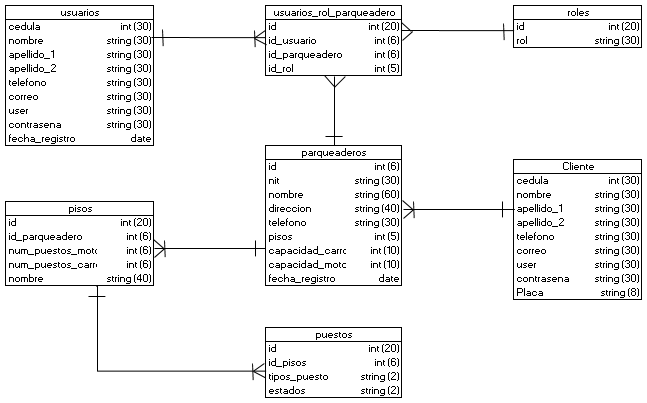 usuarios
cedula int (30)
nombre string (30)
apellido_1 string (30)
apellido_2 string (30)
telefono string (30)
correo string (30)
user string (30)
contrasena string (30)
fecha_registro date
usuarios_rol_parqueadero
id int (20)
id_usuario int (6)
id_parqueadero int (6)
id_rol int (5)
roles
id int (20)
rol string (30)
parqueaderos
id int (6)
nit string (30)
nombre string (60)
direccion string (40)
telefono string (30)
pisos int (5)
capacidad_carrc int (10)
capacidad_motc int (10)
fecha_registro date
Cliente
cedula int (30)
nombre string (30)
apellido_1 string (30)
apellido_2 string (30)
telefono string (30)
correo string (30)
user string (30)
contrasena string (30)
Placa string (8)
pisos
id int (20)
id_parqueadero int (6)
num_puestos_motc int (6)
num_puestos_carr int (6)
nombre string (40)
puestos
id int (20)
id_pisos int (6)
tipos_puesto string (2)
estados string (2)